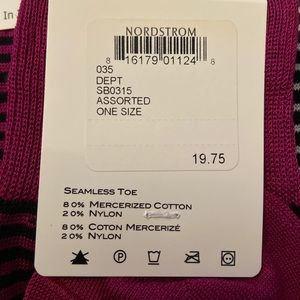 In
NORDSTROM
8 16179 01124 8
035
DEPT
SB0315
ASSORTED
ONE SIZE
19.75
SEAMLESS TOE
80% MERCERIZED COTTON
20% NYLON
80% COTON MERCERIZÉ
20% NYLON
P